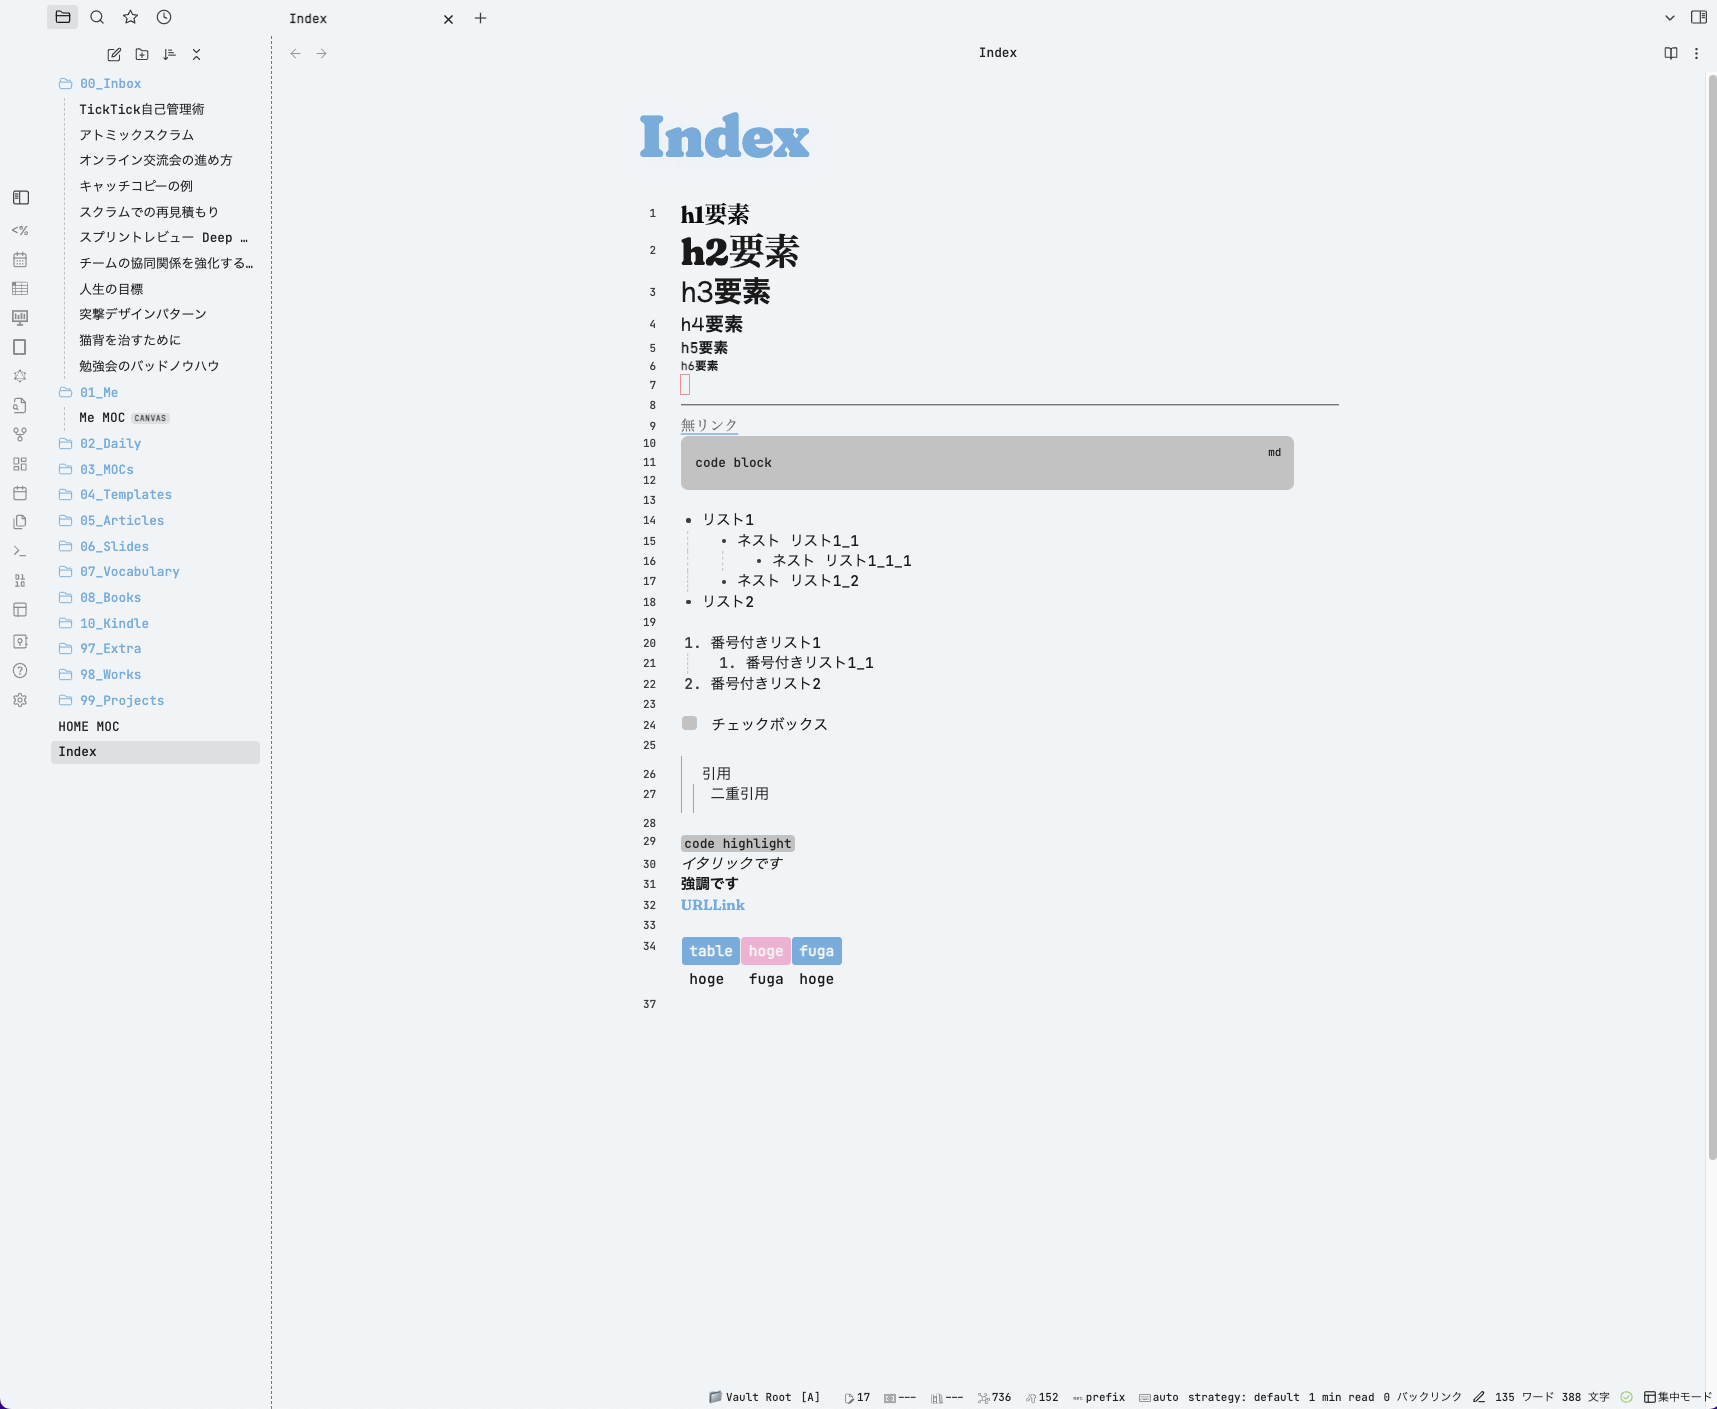 Index
Index
00_Inbox
TickTick自己管理術
アトミックスクラム
オンライン交流会の進め方
キャッチコピーの例
スクラムでの再見積もり
スプリントレビュー Deep …
チームの協同関係を強化する…
人生の目標
突撃デザインパターン
猫背を治すために
勉強会のバッドノウハウ
01_Me
Me MOC CANVAS
02_Daily
03_MOCs
04_Templates
05_Articles
06_Slides
07_Vocabulary
08_Books
10_Kindle
97_Extra
98_Works
99_Projects
HOME MOC
Index
Index
1 h1要素
2 h2要素
3 h3要素
4 h4要素
5 h5要素
6 h6要素
7
8
9 無リンク
10 md
11 code block
12
13
14 リスト1
15 ネスト リスト1_1
16 ネスト リスト1_1_1
17 ネスト リスト1_2
18 リスト2
19
20 1. 番号付きリスト1
21 1. 番号付きリスト1_1
22 2. 番号付きリスト2
23
24 チェックボックス
25
26 引用
27 二重引用
28
29 code highlight
30 イタリックです
31 強調です
32 URLLink
33
34 table hoge fuga
hoge fuga hoge
37
Vault Root [A] 17 --- --- 736 152 prefix auto strategy: default 1 min read 0 バックリンク 135 ワード 388 文字 集中モード